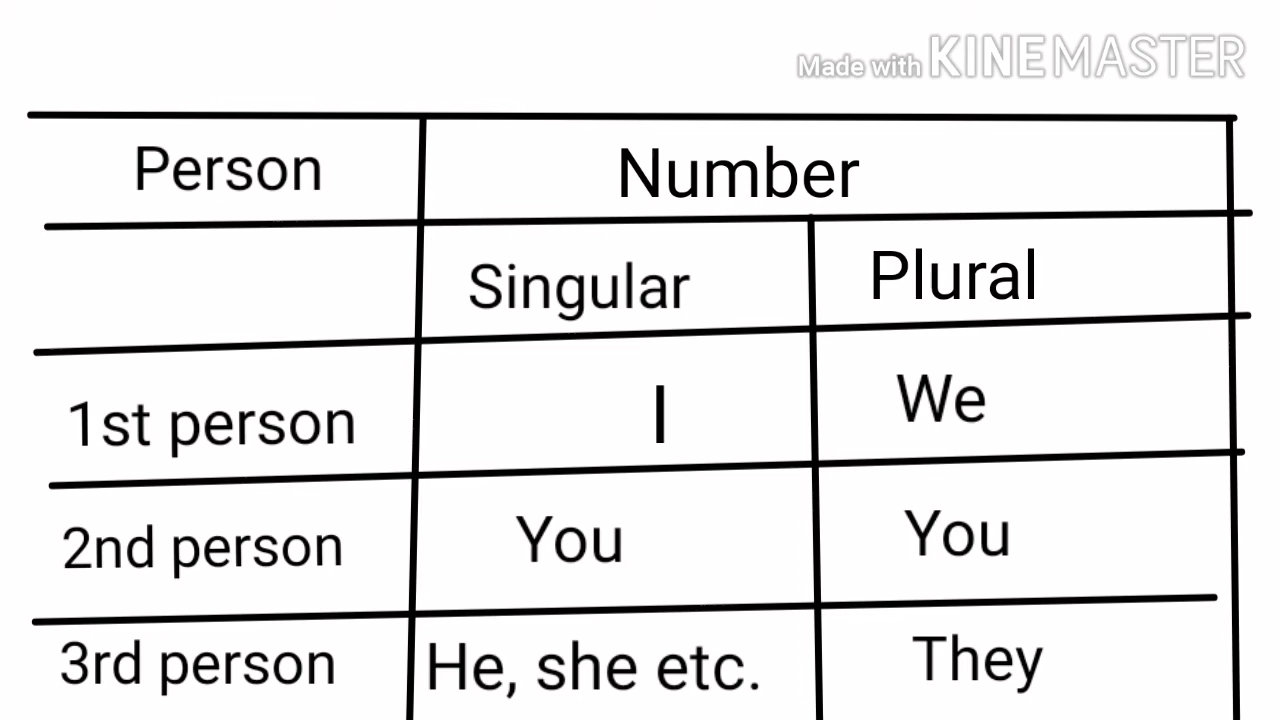 Made with KINEMASTER
Person Number
Singular Plural
1st person I We
2nd person You You
3rd person He, she etc. They